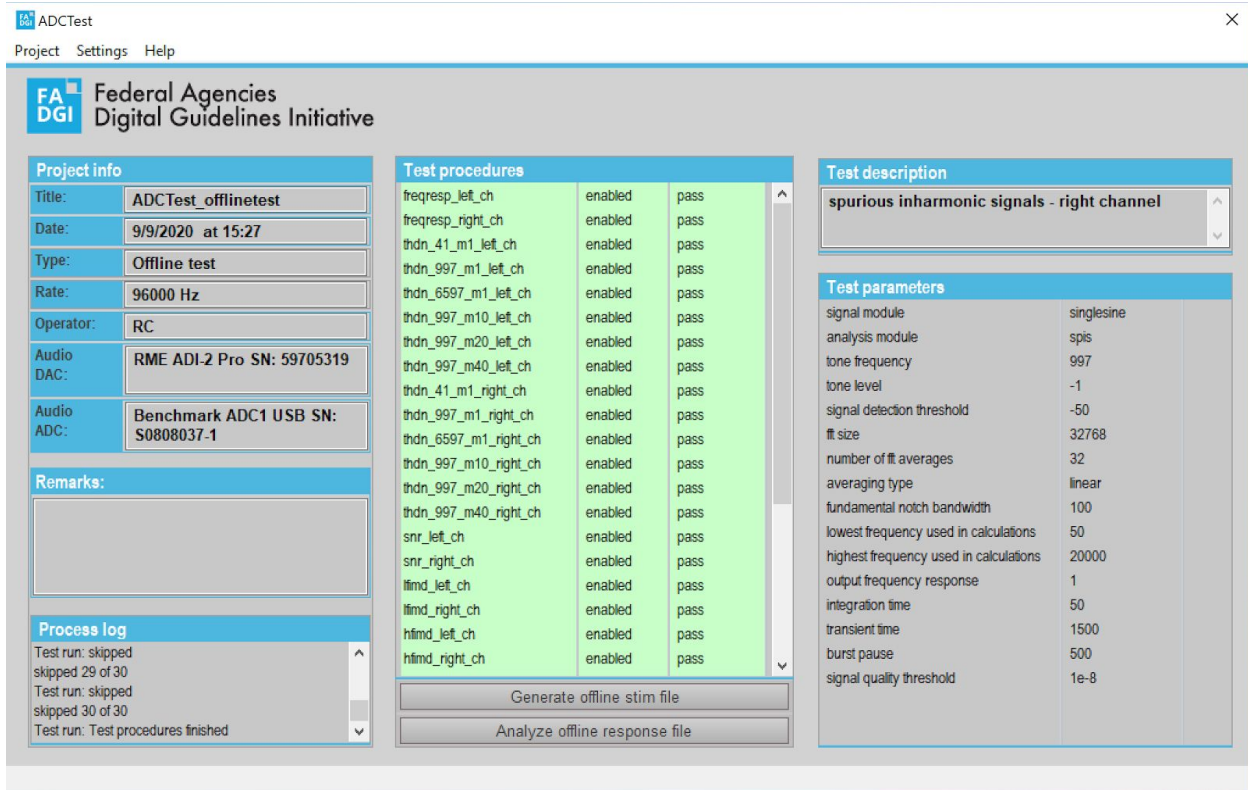 FA DGI ADCTest
Project Settings Help
FA
DGI
Federal Agencies
Digital Guidelines Initiative
Project info
Title: ADCTest_offlinetest
Date: 9/9/2020 at 15:27
Type: Offline test
Rate: 96000 Hz
Operator: RC
Audio DAC: RME ADI-2 Pro SN: 59705319
Audio ADC: Benchmark ADC1 USB SN:
S0808037-1
Remarks:
Process log
Test run: skipped
skipped 29 of 30
Test run: skipped
skipped 30 of 30
Test run: Test procedures finished
Test procedures
freqresp_left_ch enabled pass
freqresp_right_ch enabled pass
thdn_41_m1_left_ch enabled pass
thdn_997_m1_left_ch enabled pass
thdn_6597_m1_left_ch enabled pass
thdn_997_m10_left_ch enabled pass
thdn_997_m20_left_ch enabled pass
thdn_997_m40_left_ch enabled pass
thdn_41_m1_right_ch enabled pass
thdn_997_m1_right_ch enabled pass
thdn_6597_m1_right_ch enabled pass
thdn_997_m10_right_ch enabled pass
thdn_997_m20_right_ch enabled pass
thdn_997_m40_right_ch enabled pass
snr_left_ch enabled pass
snr_right_ch enabled pass
lfimd_left_ch enabled pass
lfimd_right_ch enabled pass
hfimd_left_ch enabled pass
hfimd_right_ch enabled pass
Generate offline stim file
Analyze offline response file
Test description
spurious inharmonic signals - right channel
Test parameters
signal module singlesine
analysis module spis
tone frequency 997
tone level -1
signal detection threshold -50
fft size 32768
number of fft averages 32
averaging type linear
fundamental notch bandwidth 100
lowest frequency used in calculations 50
highest frequency used in calculations 20000
output frequency response 1
integration time 50
transient time 1500
burst pause 500
signal quality threshold 1e-8